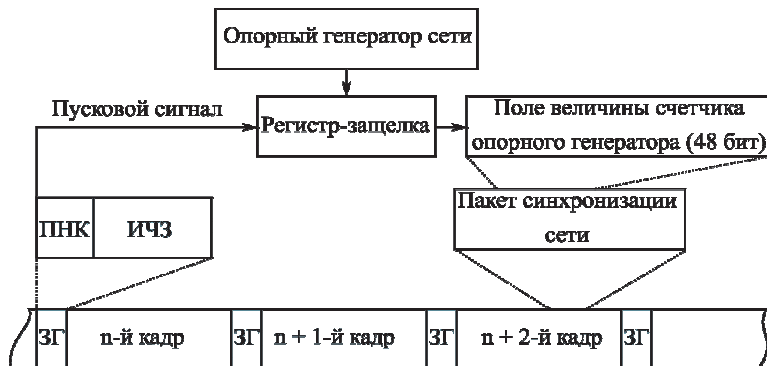 Опорный генератор сети
Пусковой сигнал
Регистр-защелка
Поле величины счетчика
опорного генератора (48 бит)
ПНК
ИЧЗ
Пакет синхронизации
сети
ЗГ
n-й кадр
ЗГ
n + 1-й кадр
ЗГ
n + 2-й кадр
ЗГ